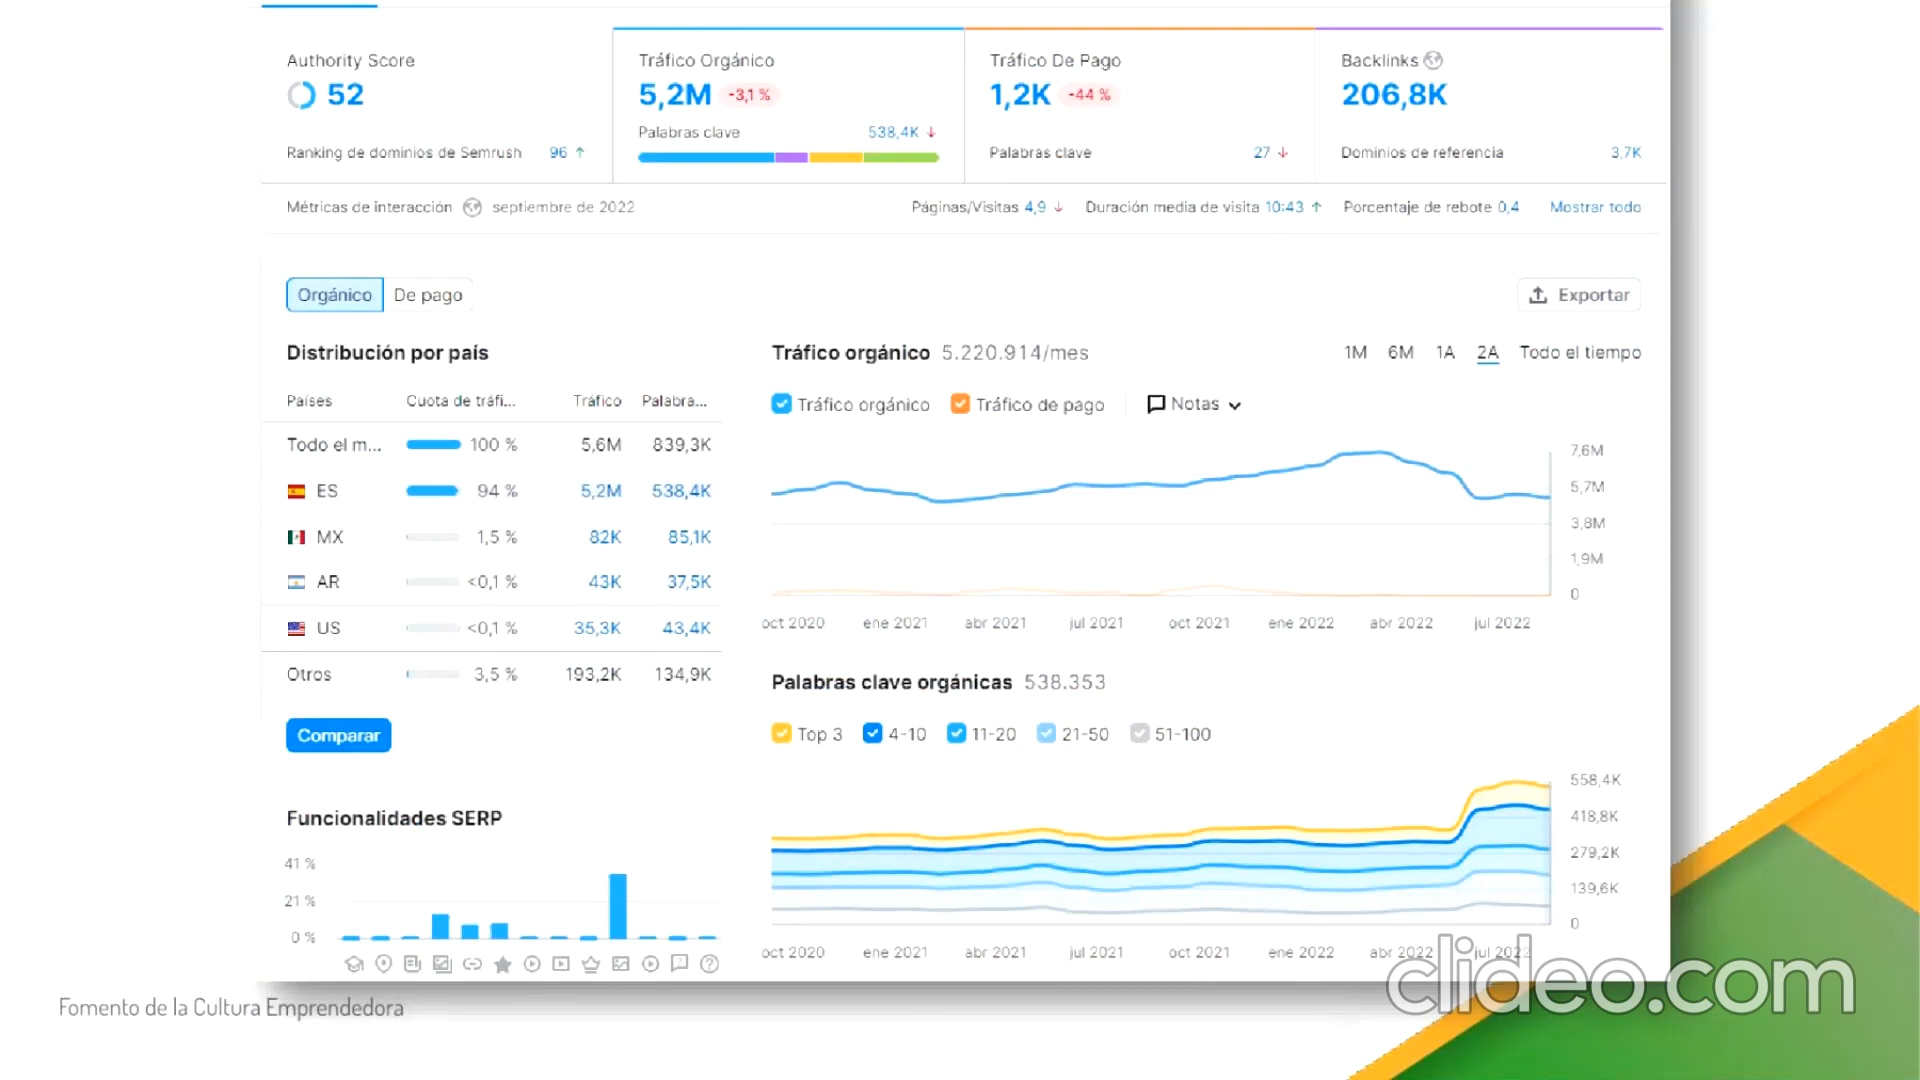 Authority Score
52
Ranking de dominios de Semrush 96 ↑
Tráfico Orgánico
5,2M -3,1 %
Palabras clave 538,4K ↓
Tráfico De Pago
1,2K -44 %
Palabras clave 27 ↓
Backlinks
206,8K
Dominios de referencia 3,7K
Métricas de interacción septiembre de 2022 Páginas/Visitas 4,9 ↓ Duración media de visita 10:43 ↑ Porcentaje de rebote 0,4 Mostrar todo
Orgánico De pago Exportar
Distribución por país
Países Cuota de tráfi... Tráfico Palabra...
Todo el m... 100 % 5,6M 839,3K
ES 94 % 5,2M 538,4K
MX 1,5 % 82K 85,1K
AR <0,1 % 43K 37,5K
US <0,1 % 35,3K 43,4K
Otros 3,5 % 193,2K 134,9K
Comparar
Funcionalidades SERP
41 %
21 %
0 %
Tráfico orgánico 5.220.914/mes 1M 6M 1A 2A Todo el tiempo
Tráfico orgánico Tráfico de pago Notas
7,6M
5,7M
3,8M
1,9M
0
oct 2020 ene 2021 abr 2021 jul 2021 oct 2021 ene 2022 abr 2022 jul 2022
Palabras clave orgánicas 538.353
Top 3 4-10 11-20 21-50 51-100
558,4K
418,8K
279,2K
139,6K
0
oct 2020 ene 2021 abr 2021 jul 2021 oct 2021 ene 2022 abr 2022 jul 2022
Fomento de la Cultura Emprendedora
clideo.com